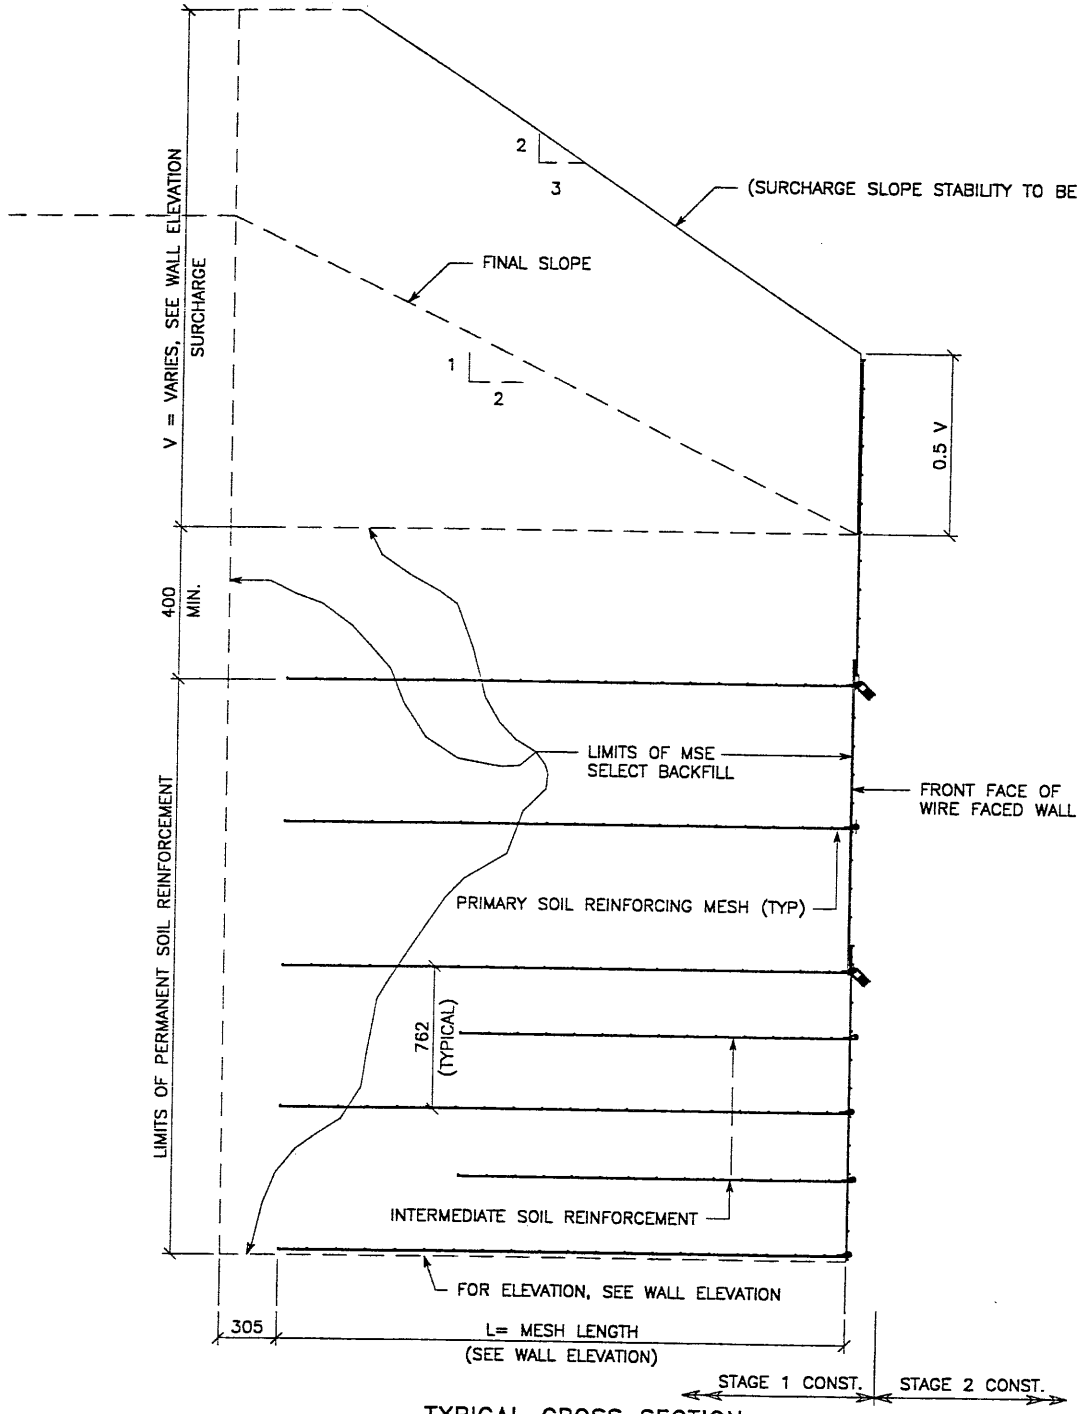 2
3
(SURCHARGE SLOPE STABILITY TO BE
V = VARIES, SEE WALL ELEVATION
SURCHARGE
FINAL SLOPE
1
2
0.5 V
400
MIN.
LIMITS OF MSE
SELECT BACKFILL
FRONT FACE OF
WIRE FACED WALL
LIMITS OF PERMANENT SOIL REINFORCEMENT
PRIMARY SOIL REINFORCING MESH (TYP)
762
(TYPICAL)
INTERMEDIATE SOIL REINFORCEMENT
FOR ELEVATION, SEE WALL ELEVATION
305
L= MESH LENGTH
(SEE WALL ELEVATION)
STAGE 1 CONST.
STAGE 2 CONST.
TYPICAL CROSS SECTION